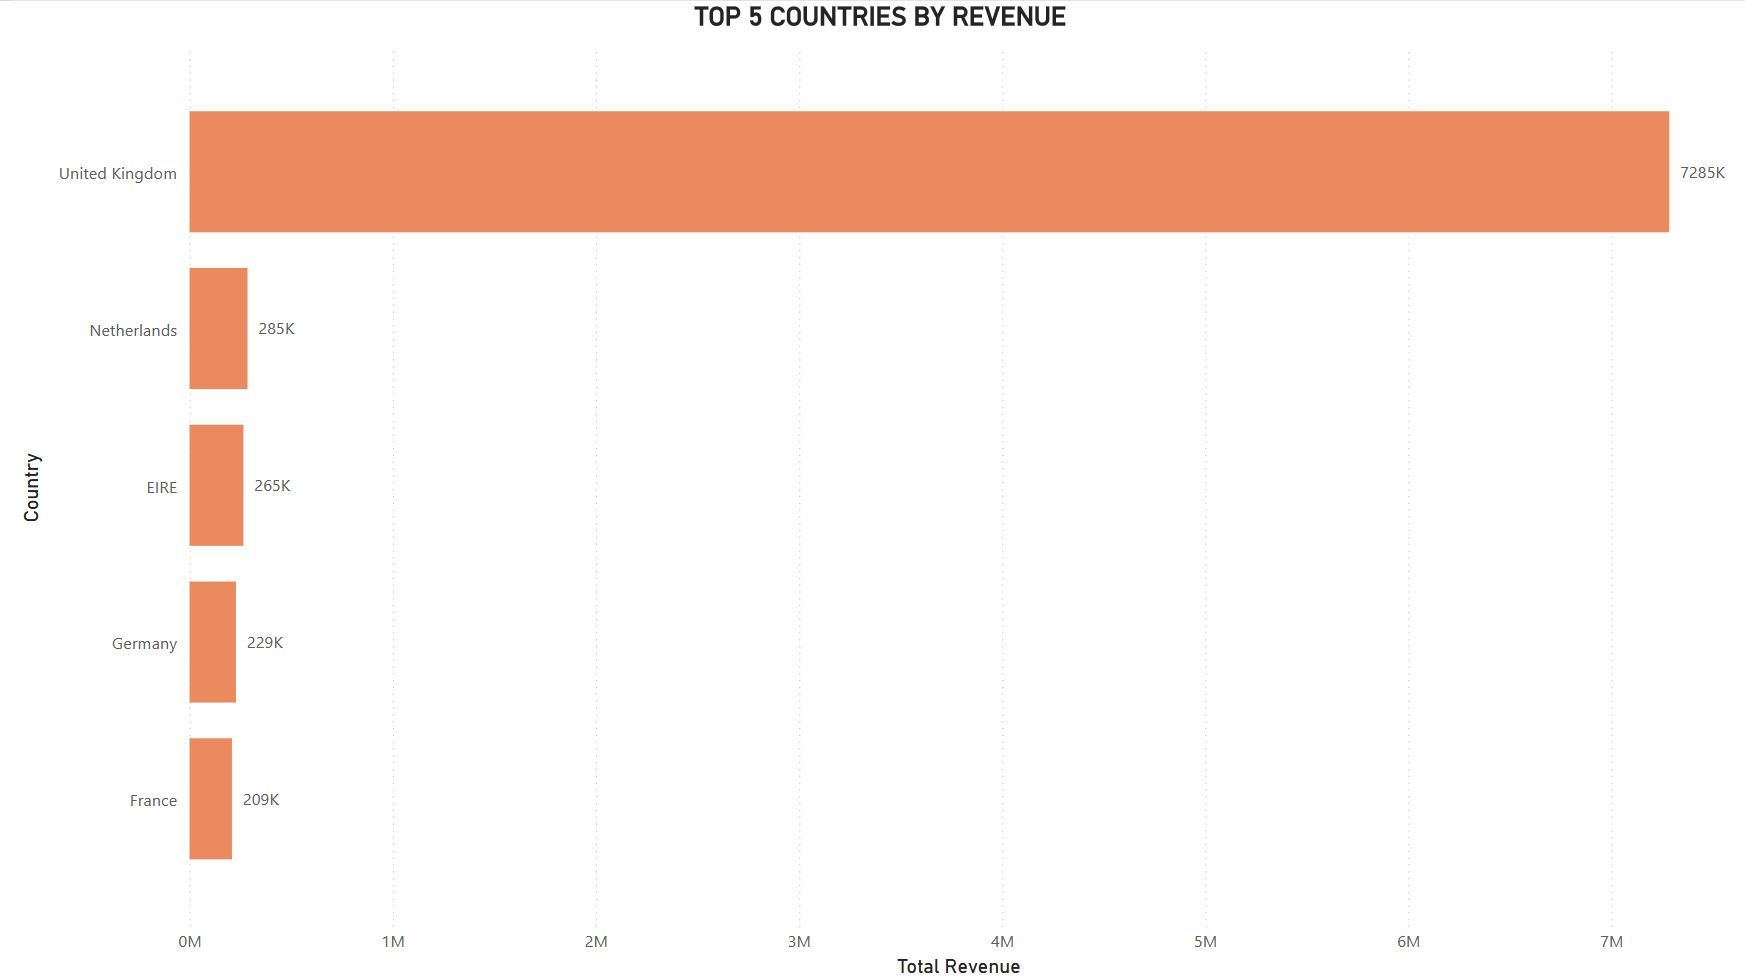 TOP 5 COUNTRIES BY REVENUE
United Kingdom 7285K
Netherlands 285K
EIRE 265K
Germany 229K
France 209K
Country
0M 1M 2M 3M 4M 5M 6M 7M
Total Revenue